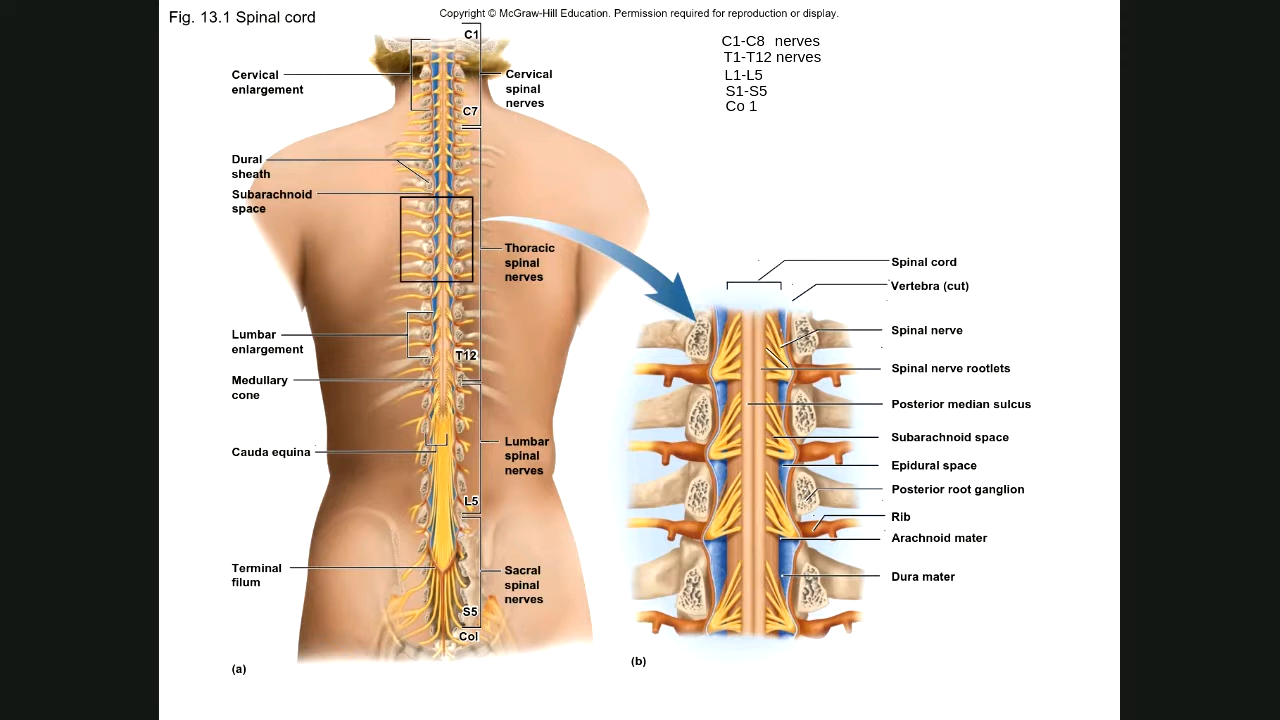 Fig. 13.1 Spinal cord
Copyright © McGraw-Hill Education. Permission required for reproduction or display.
C1-C8 nerves
T1-T12 nerves
L1-L5
S1-S5
Co 1
C1
Cervical
enlargement
Cervical
spinal
nerves
C7
Dural
sheath
Subarachnoid
space
Thoracic
spinal
nerves
Lumbar
enlargement
T12
Medullary
cone
Cauda equina
Lumbar
spinal
nerves
L5
Terminal
filum
Sacral
spinal
nerves
S5
Col
(a)
Spinal cord
Vertebra (cut)
Spinal nerve
Spinal nerve rootlets
Posterior median sulcus
Subarachnoid space
Epidural space
Posterior root ganglion
Rib
Arachnoid mater
Dura mater
(b)